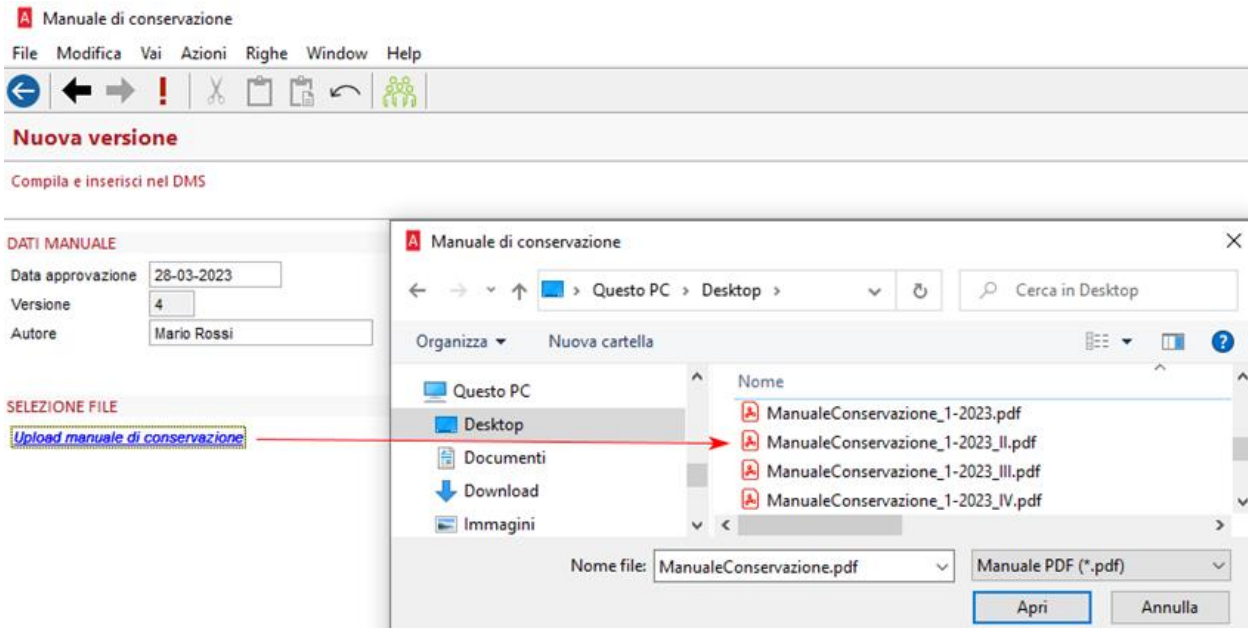 Manuale di conservazione
File Modifica Vai Azioni Righe Window Help
Nuova versione
Compila e inserisci nel DMS
DATI MANUALE
Data approvazione 28-03-2023
Versione 4
Autore Mario Rossi
SELEZIONE FILE
Upload manuale di conservazione
Manuale di conservazione
Questo PC > Desktop >
Cerca in Desktop
Organizza Nuova cartella
Questo PC
Desktop
Documenti
Download
Immagini
Nome
ManualeConservazione_1-2023.pdf
ManualeConservazione_1-2023_II.pdf
ManualeConservazione_1-2023_III.pdf
ManualeConservazione_1-2023_IV.pdf
Nome file: ManualeConservazione.pdf Manuale PDF (*.pdf)
Apri Annulla